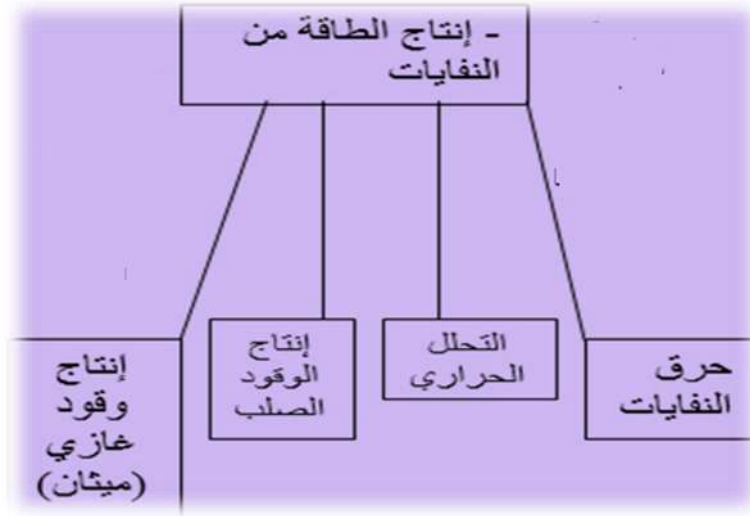 - إنتاج الطاقة من
النفايات
حرق
النفايات
التحلل
الحراري
إنتاج
الوقود
الصلب
إنتاج
وقود
غازي
(ميثان)